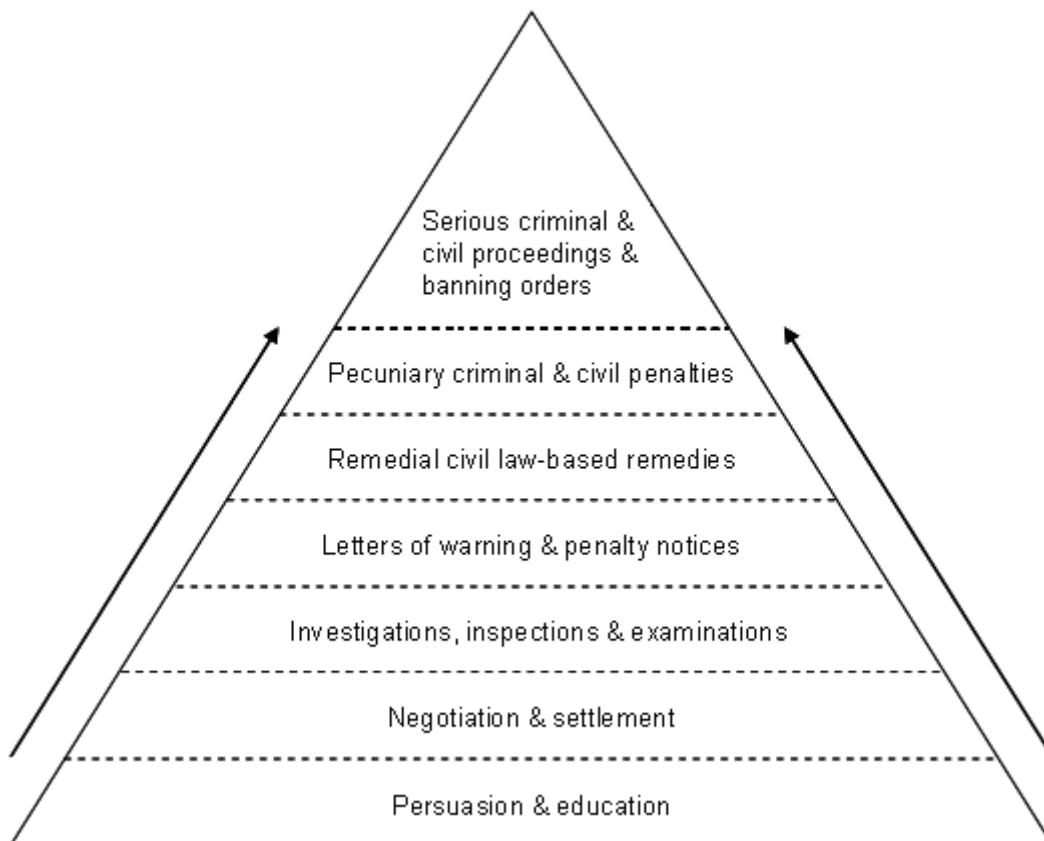 Serious criminal &
civil proceedings &
banning orders
Pecuniary criminal & civil penalties
Remedial civil law-based remedies
Letters of warning & penalty notices
Investigations, inspections & examinations
Negotiation & settlement
Persuasion & education